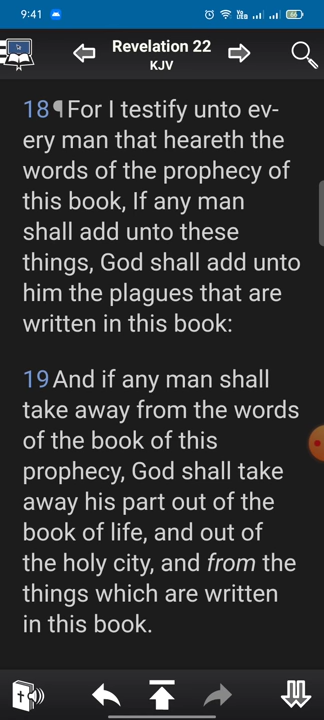 9:41
Revelation 22
KJV
18¶For I testify unto ev-
ery man that heareth the
words of the prophecy of
this book, If any man
shall add unto these
things, God shall add unto
him the plagues that are
written in this book:
19 And if any man shall
take away from the words
of the book of this
prophecy, God shall take
away his part out of the
book of life, and out of
the holy city, and from the
things which are written
in this book.